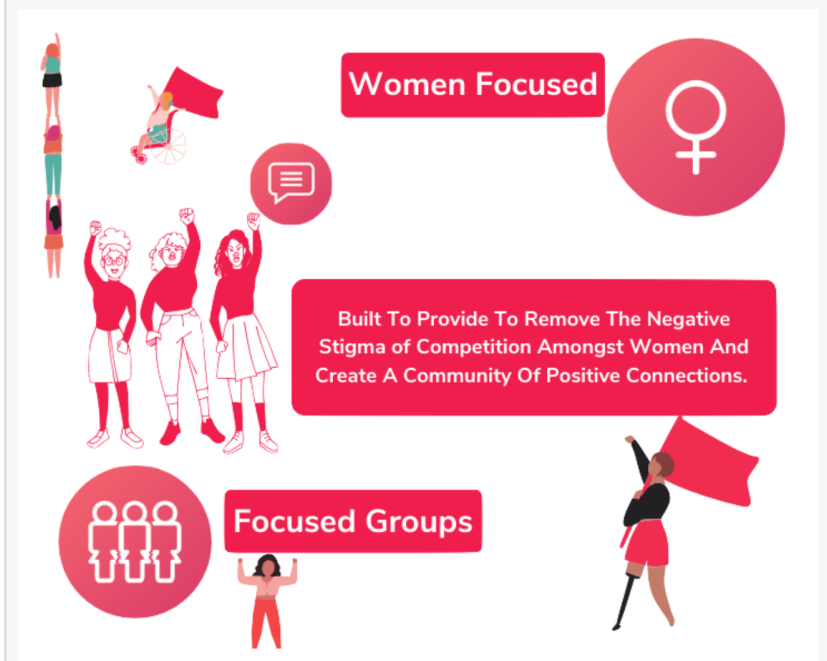 Women Focused
Built To Provide To Remove The Negative
Stigma of Competition Amongst Women And
Create A Community Of Positive Connections.
Focused Groups